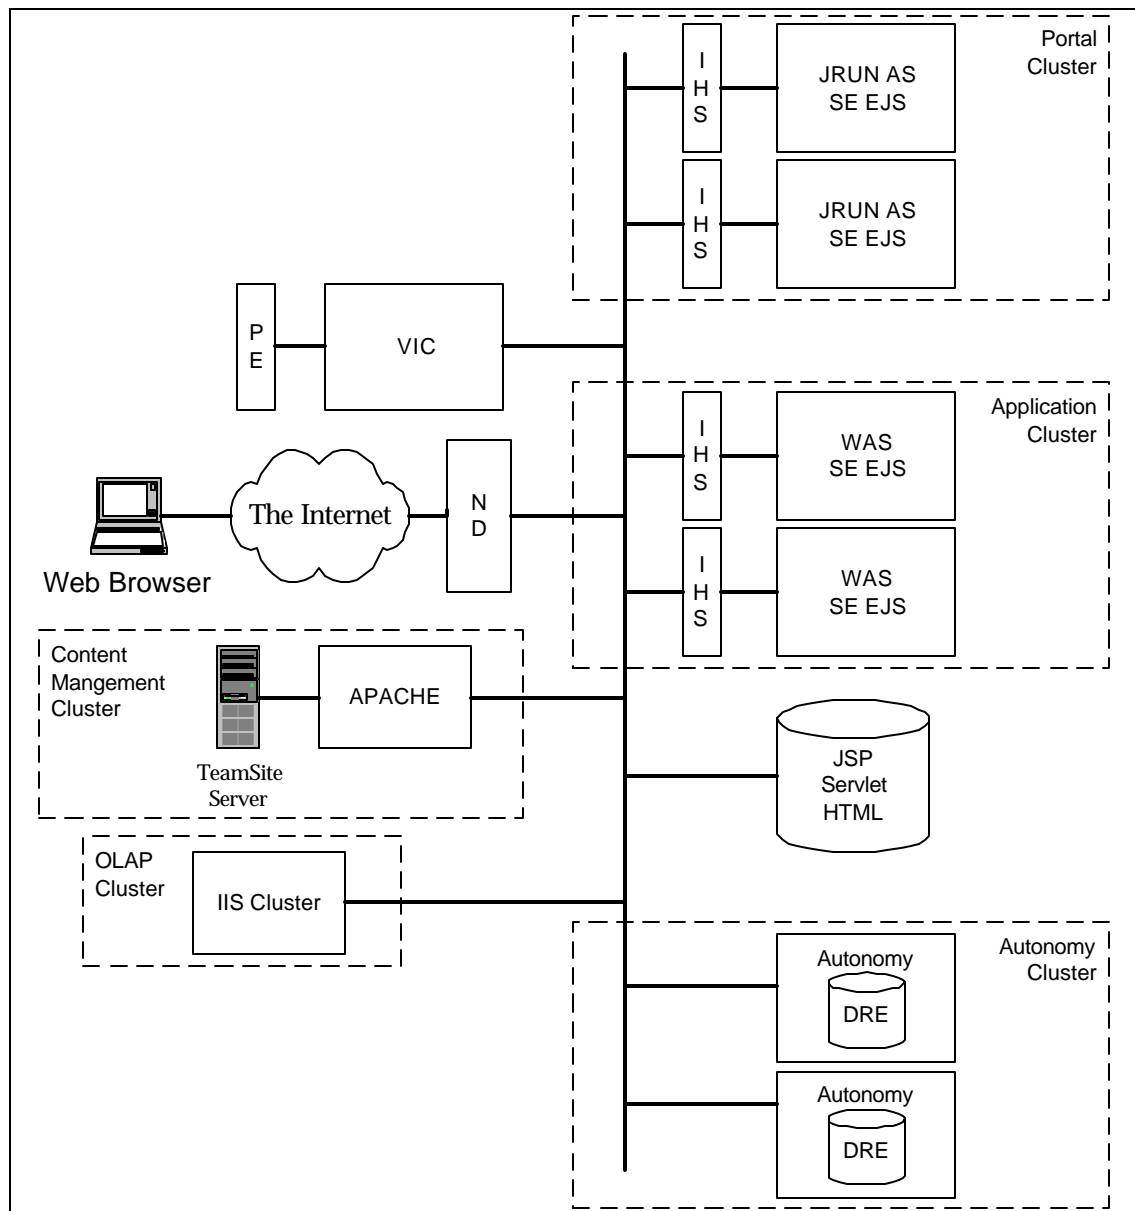 Portal
Cluster
I
H
S
JRUN AS
SE EJS
I
H
S
JRUN AS
SE EJS
P
E
VIC
Application
Cluster
I
H
S
WAS
SE EJS
The Internet
N
D
Web Browser
I
H
S
WAS
SE EJS
Content
Mangement
Cluster
APACHE
TeamSite
Server
JSP
Servlet
HTML
OLAP
Cluster
IIS Cluster
Autonomy
Cluster
Autonomy
DRE
Autonomy
DRE